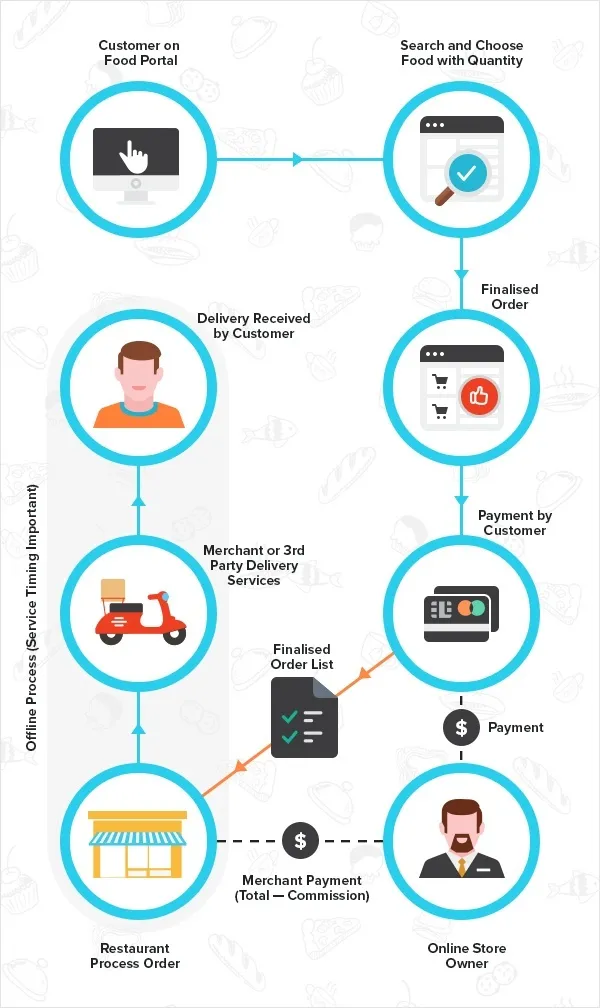 Customer on
Food Portal
Search and Choose
Food with Quantity
Finalised
Order
Delivery Received
by Customer
Payment by
Customer
Merchant or 3rd
Party Delivery
Services
Offline Process (Service Timing Important)
Finalised
Order List
$
Payment
$
Merchant Payment
(Total — Commission)
Restaurant
Process Order
Online Store
Owner